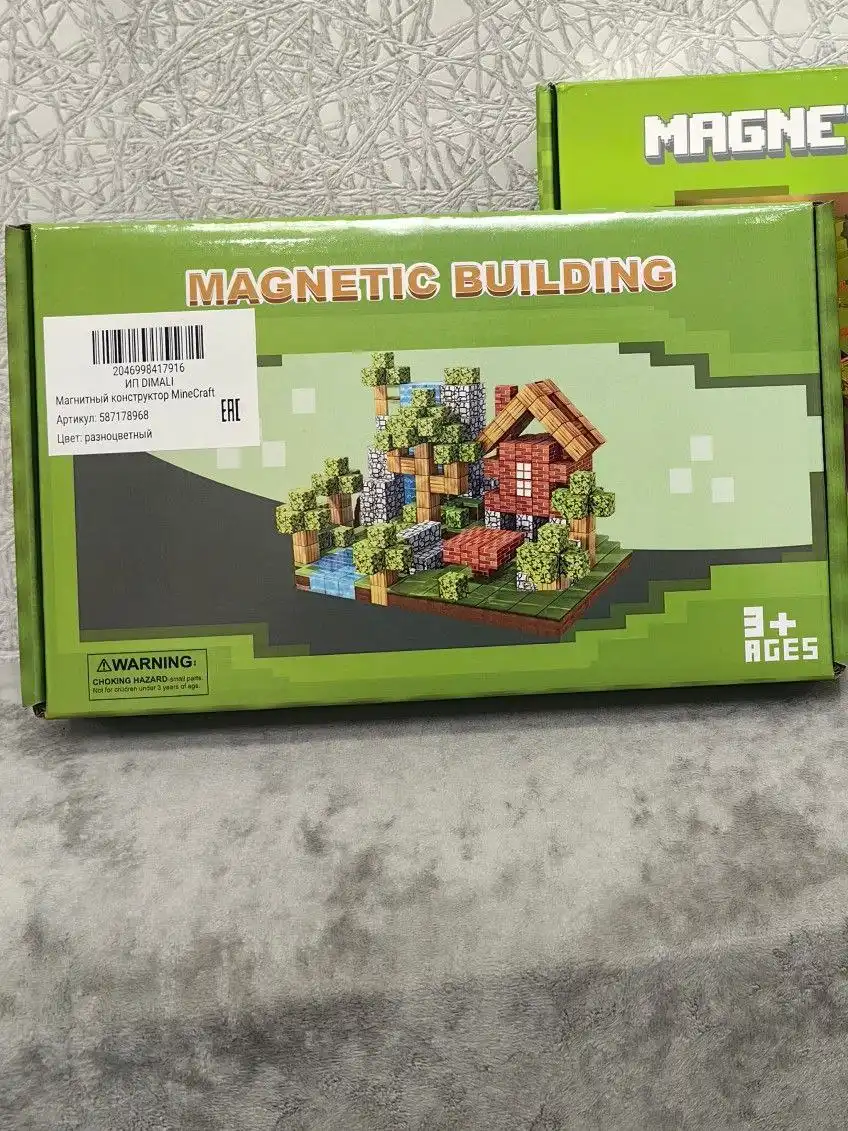 MAGNE
MAGNETIC BUILDING
2046998417916
ИП DIMALI
Магнитный конструктор MineCraft
Артикул: 587178968
Цвет: разноцветный
EAC
3+
AGES
WARNING:
CHOKING HAZARD-small parts.
Not for children under 3 years of age.